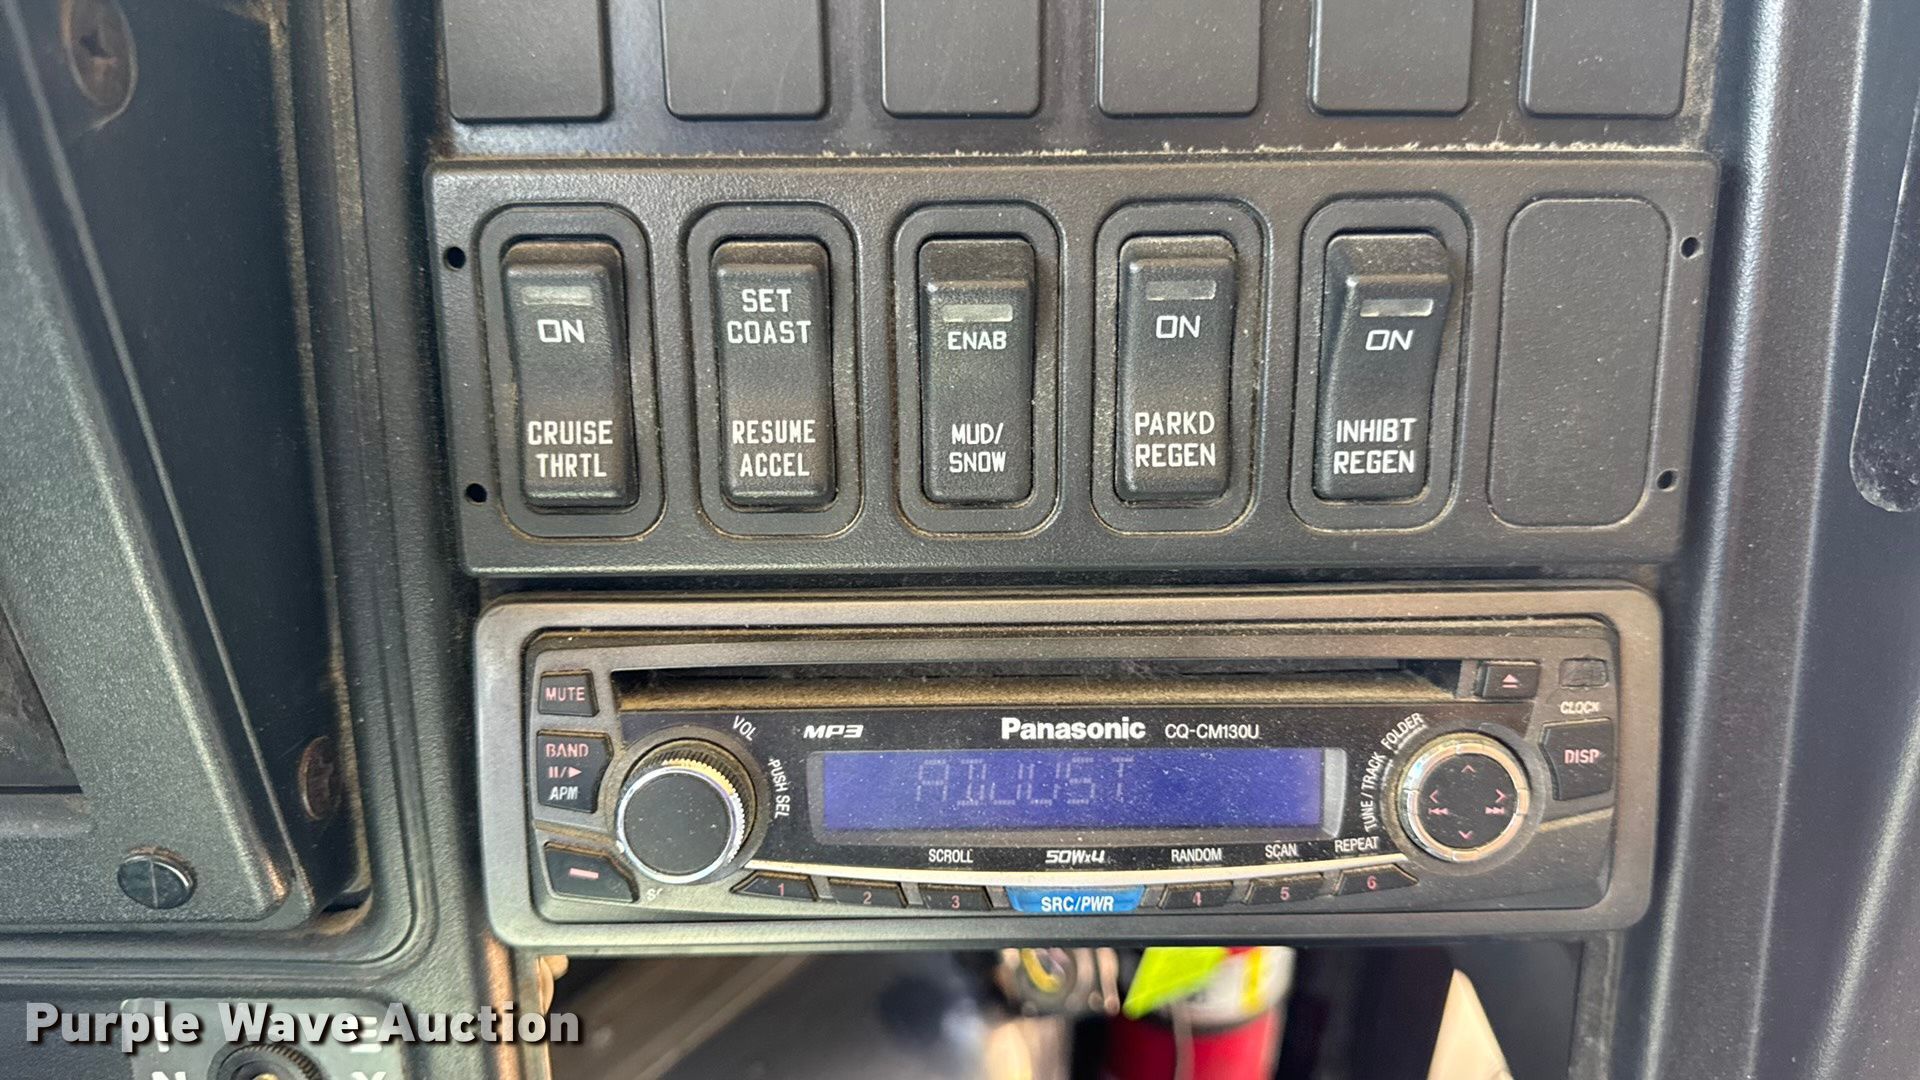 ON
CRUISE
THRTL
SET
COAST
RESUME
ACCEL
ENAB
MUD/
SNOW
ON
PARKD
REGEN
ON
INHIBT
REGEN
MUTE
BAND
APM
VOL
PUSH SEL
MP3
Panasonic CQ-CM130U
ADJUST
TUNE / TRACK FOLDER
CLOCK
DISP
SCROLL 50Wx4 RANDOM SCAN REPEAT
1 2 3 SRC/PWR 4 5 6
Purple Wave Auction